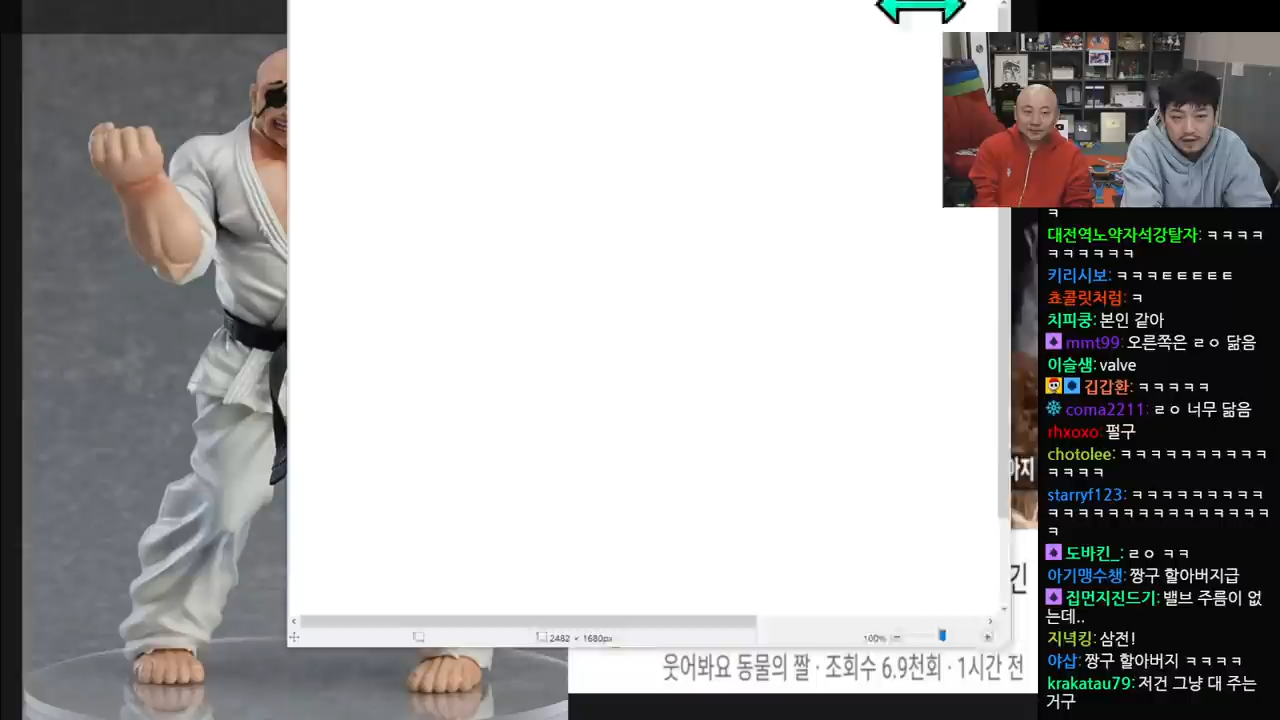 ㅋ
대전역노약자석강탈자: ㅋㅋㅋㅋ
ㅋㅋㅋㅋㅋㅋ
키리시보: ㅋㅋㅋㅌㅌㅌㅌㅌ
쵸콜릿처럼: ㅋ
치피쿵: 본인 같아
mmt99: 오른쪽은 ㄹㅇ 닮음
이슬샘: valve
깁갑환: ㅋㅋㅋㅋㅋ
coma2211: ㄹㅇ 너무 닮음
rhxoxo: 펄구
chotolee: ㅋㅋㅋㅋㅋㅋㅋㅋㅋㅋ
ㅋㅋㅋㅋ
starryf123: ㅋㅋㅋㅋㅋㅋㅋㅋㅋ
ㅋㅋㅋㅋㅋㅋㅋㅋㅋㅋㅋㅋㅋㅋㅋ
ㅋ
도바킨_: ㄹㅇ ㅋㅋ
아기맹수챙: 짱구 할아버지급
집먼지진드기: 밸브 주름이 없
는데..
지녁킹: 삼전!
야삽: 짱구 할아버지 ㅋㅋㅋㅋ
krakatau79: 저건 그냥 대 주는
거구
아지
긴
2482 × 1680px
100%
웃어봐요 동물의 짤 · 조회수 6.9천회 · 1시간 전